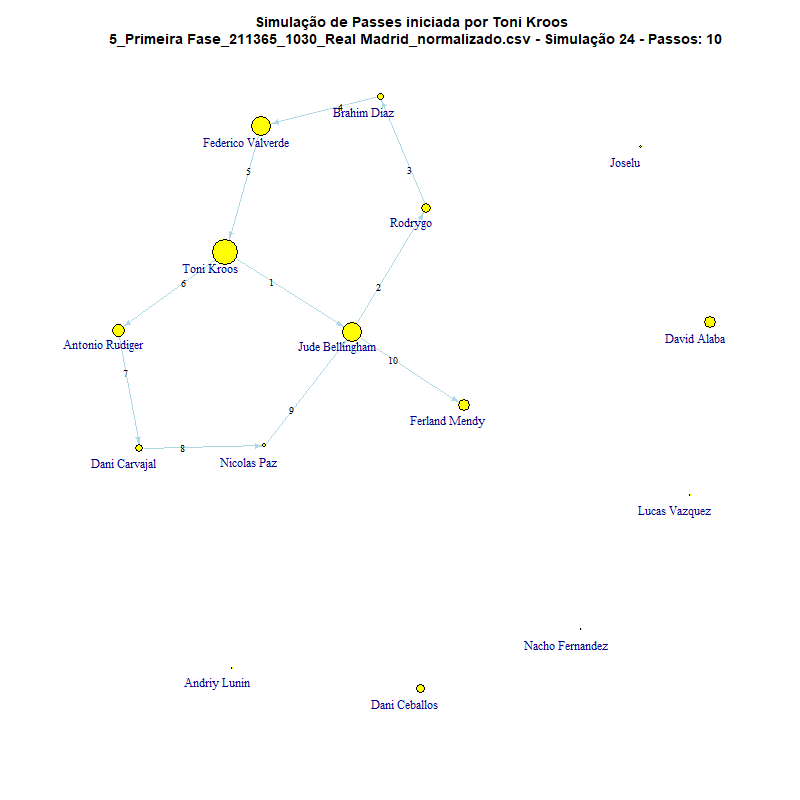 Simulação de Passes iniciada por Toni Kroos
5_Primeira Fase_211365_1030_Real Madrid_normalizado.csv - Simulação 24 - Passos: 10
4
Brahim Diaz
Federico Valverde
Joselu
5
3
Rodrygo
Toni Kroos
6
1
2
Antonio Rudiger
Jude Bellingham
David Alaba
7
10
9
Ferland Mendy
8
Dani Carvajal
Nicolas Paz
Lucas Vazquez
Nacho Fernandez
Andriy Lunin
Dani Ceballos